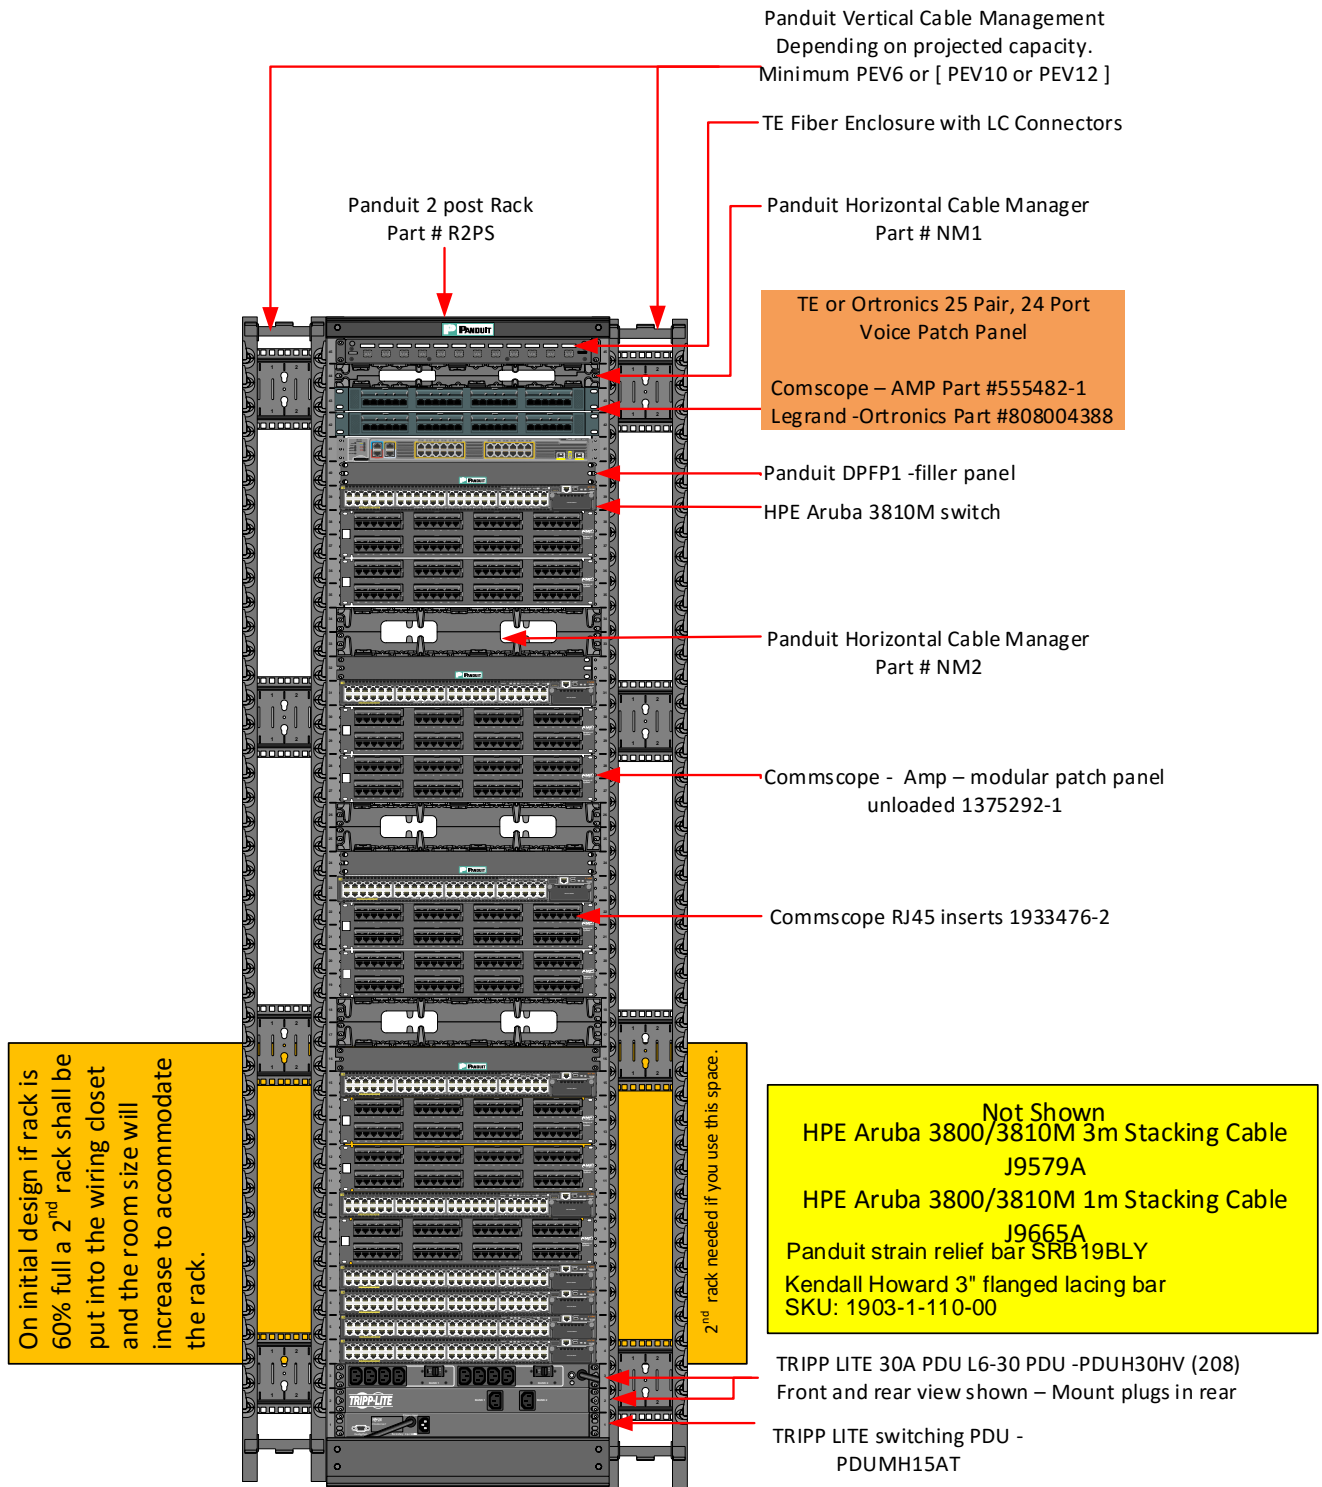 Panduit Vertical Cable Management
Depending on projected capacity.
Minimum PEV6 or [ PEV10 or PEV12 ]
TE Fiber Enclosure with LC Connectors
Panduit 2 post Rack
Part # R2PS
Panduit Horizontal Cable Manager
Part # NM1
TE or Ortronics 25 Pair, 24 Port
Voice Patch Panel
Comscope – AMP Part #555482-1
Legrand -Ortronics Part #808004388
PANDUIT
Panduit DPFP1 -filler panel
PANDUIT
HPE Aruba 3810M switch
Panduit Horizontal Cable Manager
Part # NM2
PANDUIT
Commscope - Amp – modular patch panel
unloaded 1375292-1
PANDUIT
Commscope RJ45 inserts 1933476-2
PANDUIT
On initial design if rack is
60% full a 2nd rack shall be
put into the wiring closet
and the room size will
increase to accommodate
the rack.
2nd rack needed if you use this space.
Not Shown
HPE Aruba 3800/3810M 3m Stacking Cable
J9579A
HPE Aruba 3800/3810M 1m Stacking Cable
J9665A
Panduit strain relief bar SRB19BLY
Kendall Howard 3" flanged lacing bar
SKU: 1903-1-110-00
TRIPP LITE 30A PDU L6-30 PDU -PDUH30HV (208)
Front and rear view shown – Mount plugs in rear
TRIPP·LITE
TRIPP LITE switching PDU -
PDUMH15AT